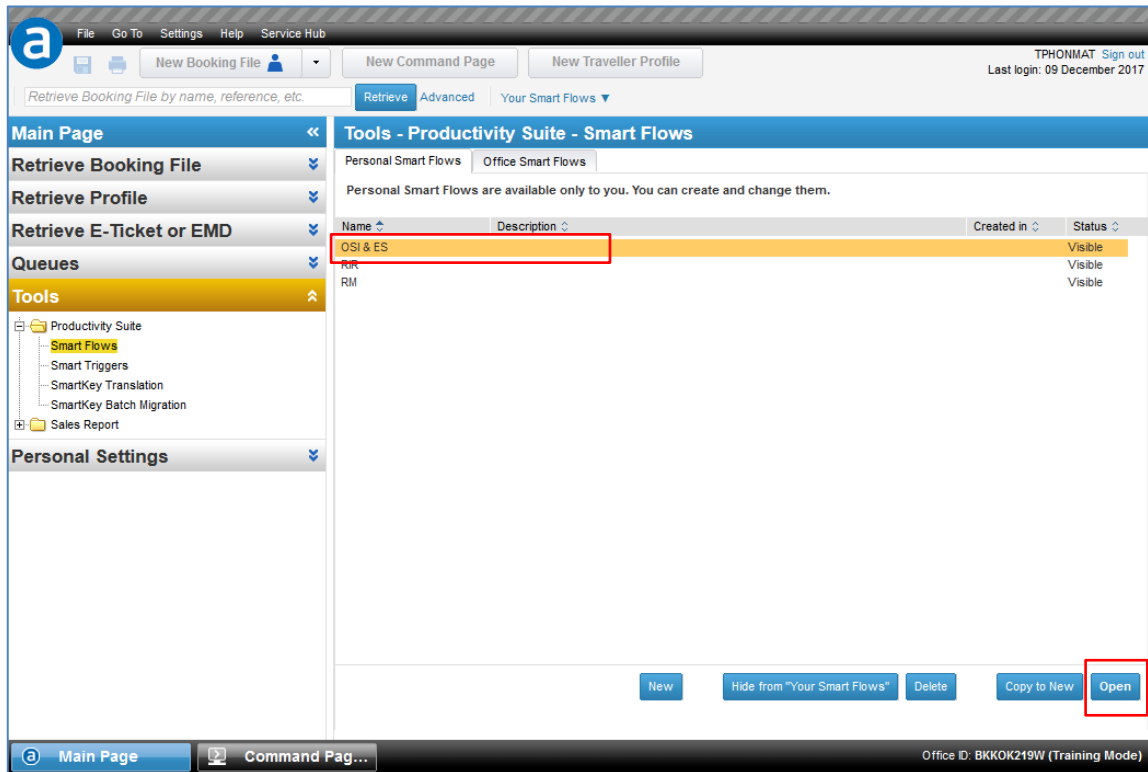 a
File Go To Settings Help Service Hub
New Booking File
New Command Page
New Traveller Profile
TPHONMAT Sign out
Last login: 09 December 2017
Retrieve Booking File by name, reference, etc.
Retrieve Advanced Your Smart Flows ▼
Main Page «
Retrieve Booking File
Retrieve Profile
Retrieve E-Ticket or EMD
Queues
Tools
Productivity Suite
Smart Flows
Smart Triggers
SmartKey Translation
SmartKey Batch Migration
Sales Report
Personal Settings
Tools - Productivity Suite - Smart Flows
Personal Smart Flows Office Smart Flows
Personal Smart Flows are available only to you. You can create and change them.
Name Description Created in Status
OSI & ES Visible
RIR Visible
RM Visible
New Hide from "Your Smart Flows" Delete Copy to New Open
a Main Page Command Pag... Office ID: BKKOK219W (Training Mode)